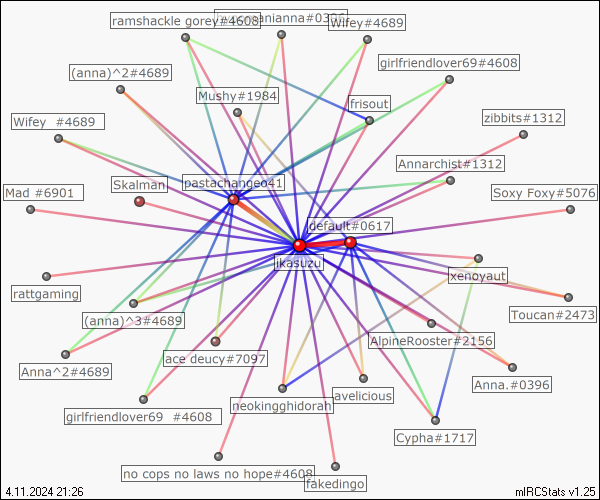 ramshackle gorey#4608
anianna#0396
Wifey#4689
girlfriendlover69#4608
(anna)^2#4689
Mushy#1984
frisout
zibbits#1312
Wifey  #4689
Annarchist#1312
Skalman
pastachangeo41
Mad #6901
Soxy Foxy#5076
default#0617
ikasuzu
xenoyaut
rattgaming
Toucan#2473
(anna)^3#4689
AlpineRooster#2156
ace deucy#7097
Anna^2#4689
Anna.#0396
avelicious
neokingghidorah
girlfriendlover69  #4608
Cypha#1717
no cops no laws no hope#4608
fakedingo
4.11.2024 21:26
mIRCStats v1.25